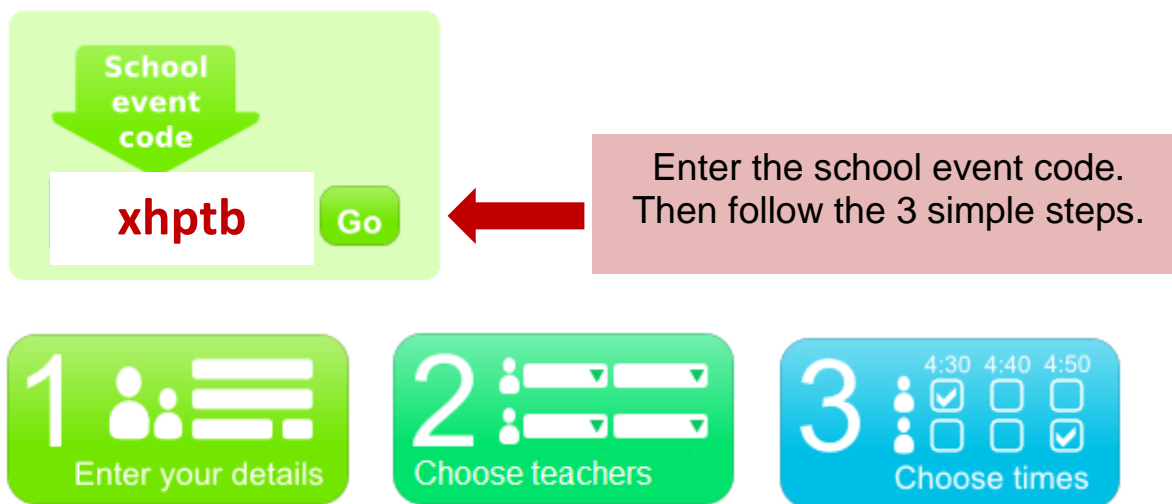 School
event
code
xhptb
Go
Enter the school event code.
Then follow the 3 simple steps.
1
Enter your details
2
Choose teachers
3
4:30 4:40 4:50
Choose times